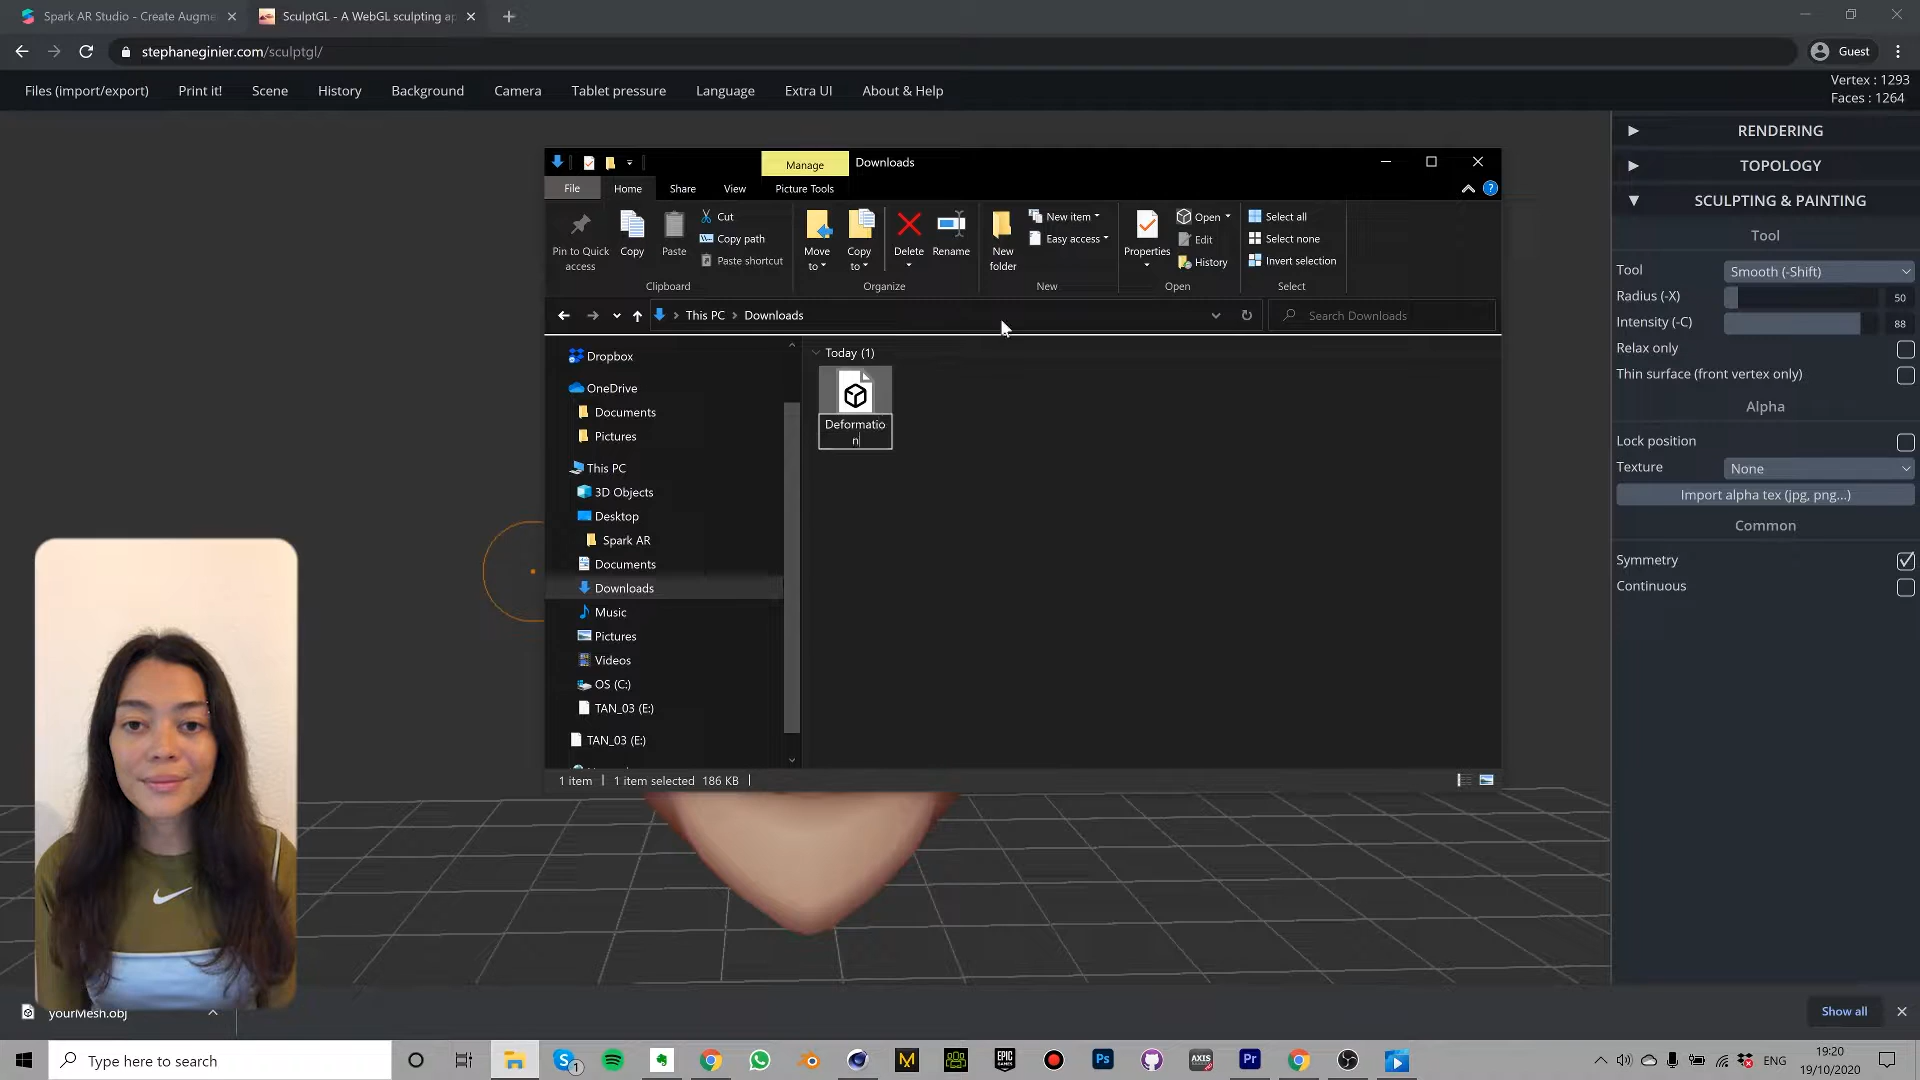 Spark AR Studio - Create Augme
SculptGL - A WebGL sculpting ap
stephaneginier.com/sculptgl/
Guest
Files (import/export)
Print it!
Scene
History
Background
Camera
Tablet pressure
Language
Extra UI
About & Help
Vertex : 1293
Faces : 1264
RENDERING
TOPOLOGY
SCULPTING & PAINTING
Tool
Tool
Smooth (-Shift)
Radius (-X)
50
Intensity (-C)
88
Relax only
Thin surface (front vertex only)
Alpha
Lock position
Texture
None
Import alpha tex (jpg, png...)
Common
Symmetry
Continuous
Manage
Downloads
File
Home
Share
View
Picture Tools
Pin to Quick
access
Copy
Paste
Cut
Copy path
Paste shortcut
Clipboard
Move
to
Copy
to
Delete
Rename
Organize
New
folder
New item
Easy access
New
Properties
Open
Edit
History
Open
Select all
Select none
Invert selection
Select
This PC
Downloads
Search Downloads
Dropbox
OneDrive
Documents
Pictures
This PC
3D Objects
Desktop
Spark AR
Documents
Downloads
Music
Pictures
Videos
OS (C:)
TAN_03 (E:)
TAN_03 (E:)
Today (1)
Deformatio
n
1 item
1 item selected
186 KB
yourMesh.obj
Show all
Type here to search
1
Ps
Pr
EPIC
GAMES
AXIS
ENG
19:20
19/10/2020